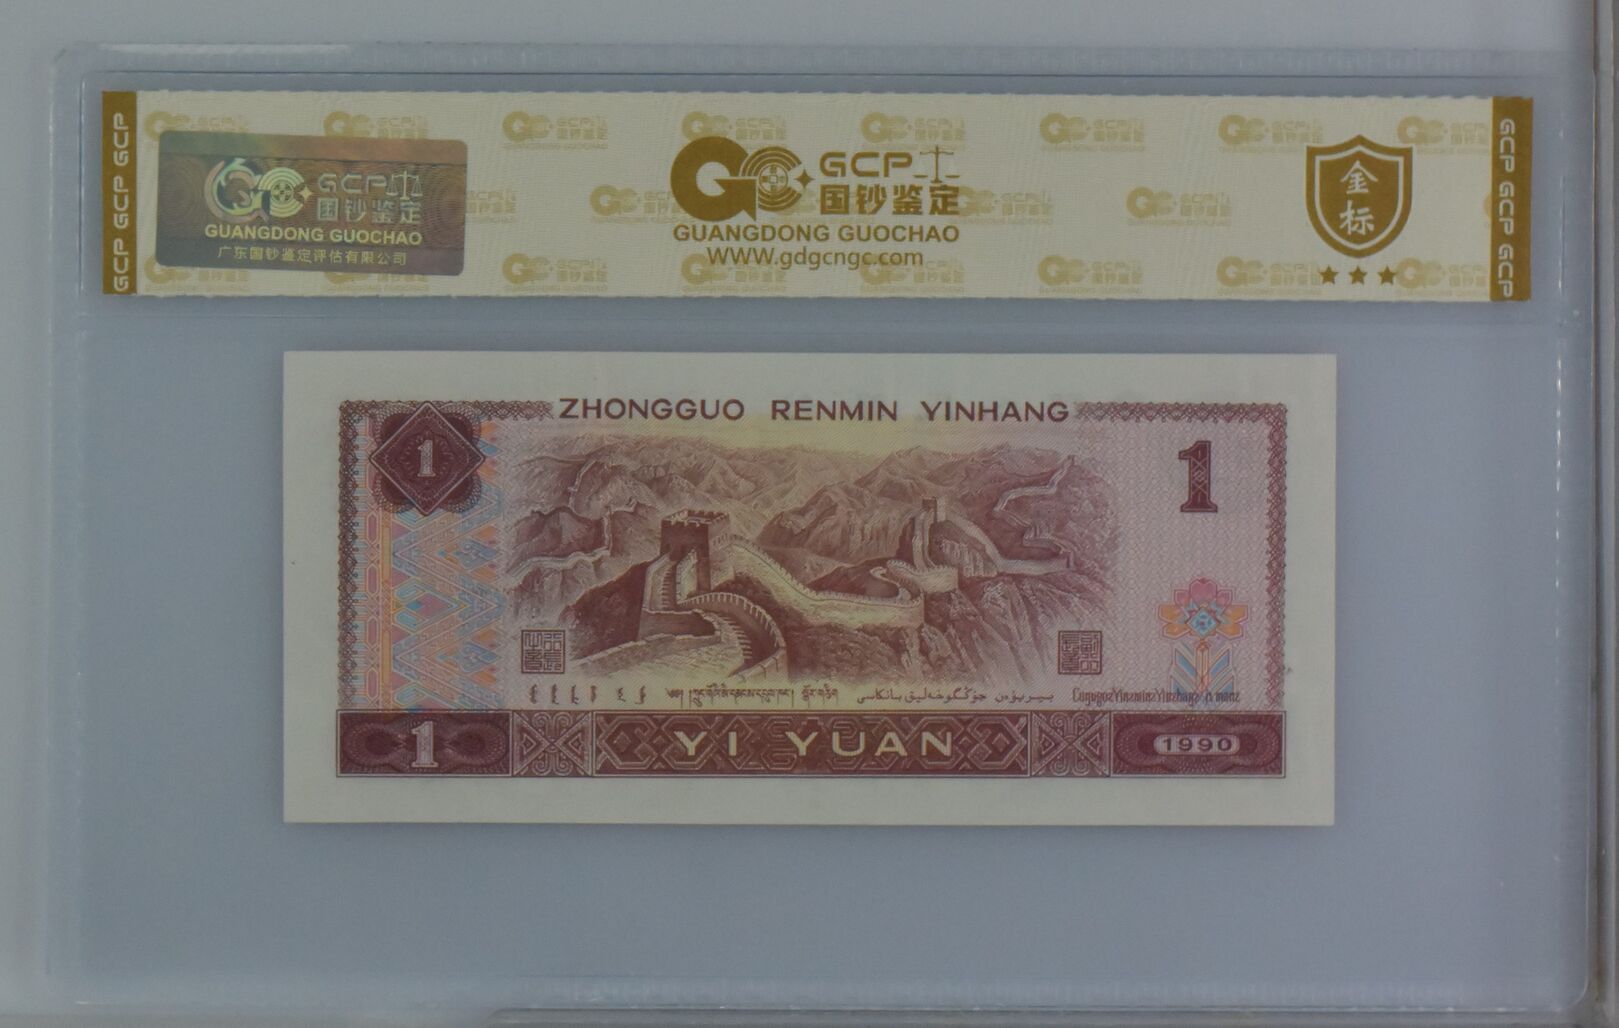 GCP GCP GCP
GCP
国钞鉴定
GUANGDONG GUOCHAO
广东国钞鉴定评估有限公司
GCP
国钞鉴定
GUANGDONG GUOCHAO
WWW.gdgcngc.com
金标
GCP GCP GCP
ZHONGGUO RENMIN YINHANG
1
1
1
YI YUAN
1990